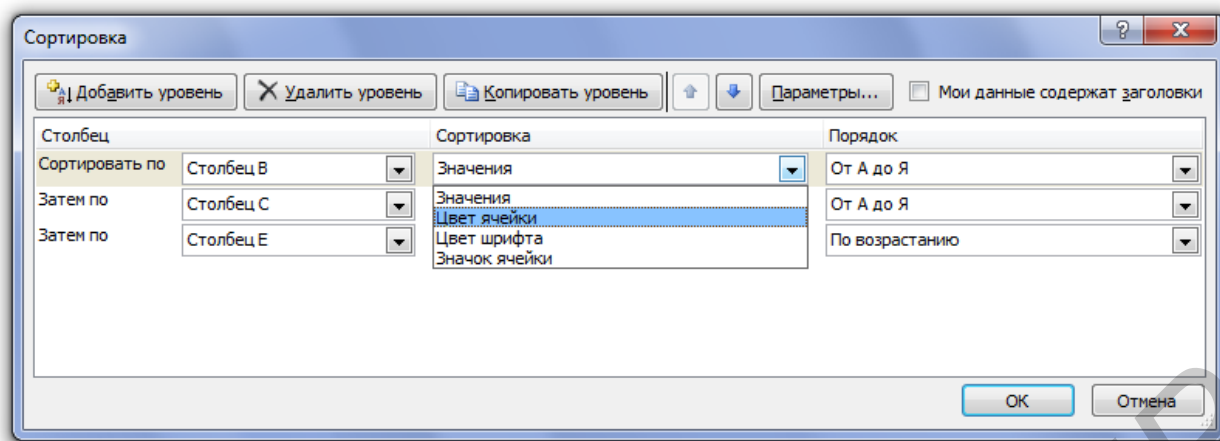 Сортировка
Добавить уровень Удалить уровень Копировать уровень Параметры... Мои данные содержат заголовки
Столбец Сортировка Порядок
Сортировать по Столбец B Значения От А до Я
Значения
Затем по Столбец C Цвет ячейки От А до Я
Затем по Столбец E Цвет шрифта По возрастанию
Значок ячейки
ОК Отмена